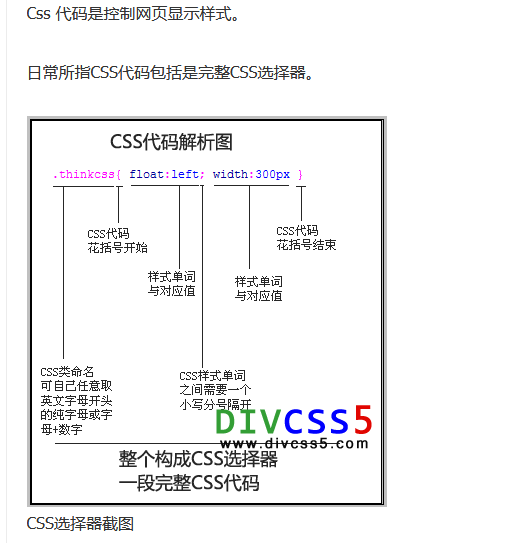 Css 代码是控制网页显示样式。
日常所指CSS代码包括是完整CSS选择器。
CSS代码解析图
.thinkcss{ float:left; width:300px }
CSS代码
花括号开始
CSS代码
花括号结束
样式单词
与对应值
样式单词
与对应值
CSS类命名
可自己任意取
英文字母开头
的纯字母或字
母+数字
CSS样式单词
之间需要一个
小写分号隔开
DIVCSS5
www.divcss5.com
整个构成CSS选择器
一段完整CSS代码
CSS选择器截图